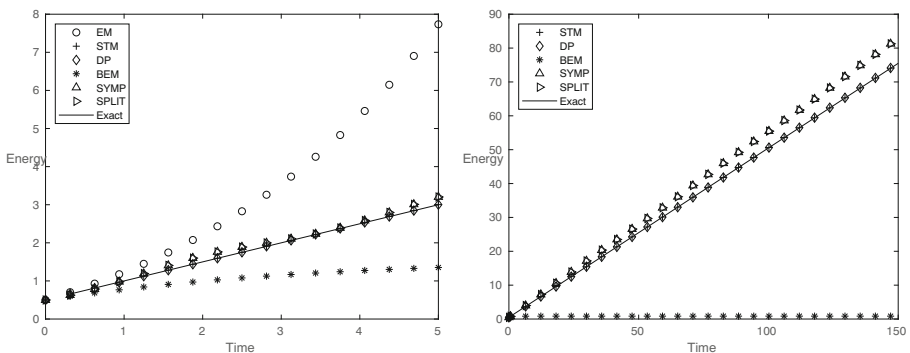 8
7
6
5
4
3
2
1
0
Energy
0 1 2 3 4 5
Time
EM
STM
DP
BEM
SYMP
SPLIT
Exact
90
80
70
60
50
40
30
20
10
0
Energy
0 50 100 150
Time
STM
DP
BEM
SYMP
SPLIT
Exact